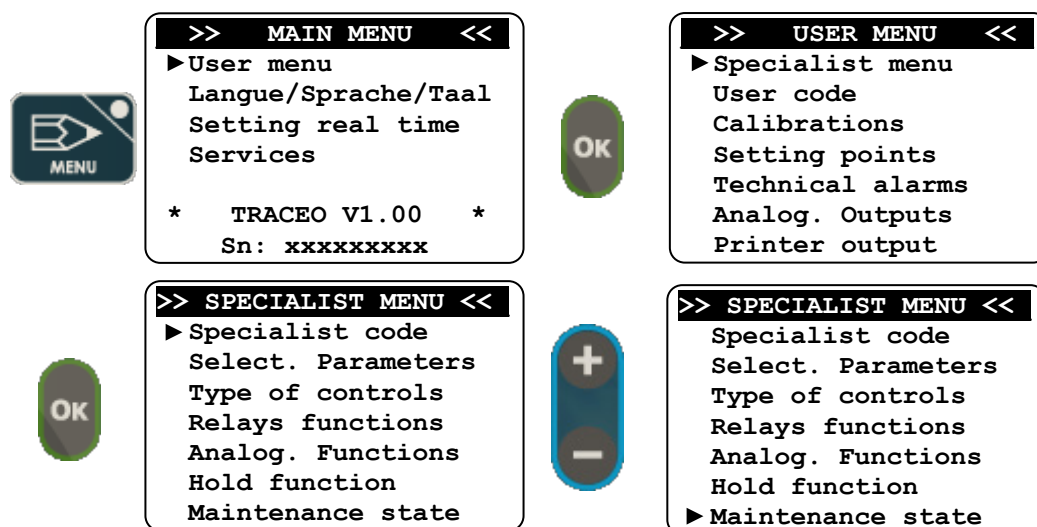 MENU
>> MAIN MENU <<
►User menu
Langue/Sprache/Taal
Setting real time
Services
* TRACEO V1.00 *
Sn: xxxxxxxxx
OK
>> USER MENU <<
►Specialist menu
User code
Calibrations
Setting points
Technical alarms
Analog. Outputs
Printer output
OK
>> SPECIALIST MENU <<
►Specialist code
Select. Parameters
Type of controls
Relays functions
Analog. Functions
Hold function
Maintenance state
+
−
>> SPECIALIST MENU <<
Specialist code
Select. Parameters
Type of controls
Relays functions
Analog. Functions
Hold function
►Maintenance state